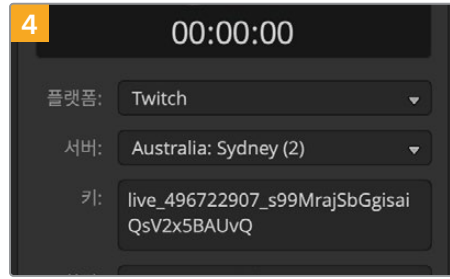 4
00:00:00
플랫폼: Twitch
서버: Australia: Sydney (2)
키: live_496722907_s99MrajSbGgisai
QsV2x5BAUvQ